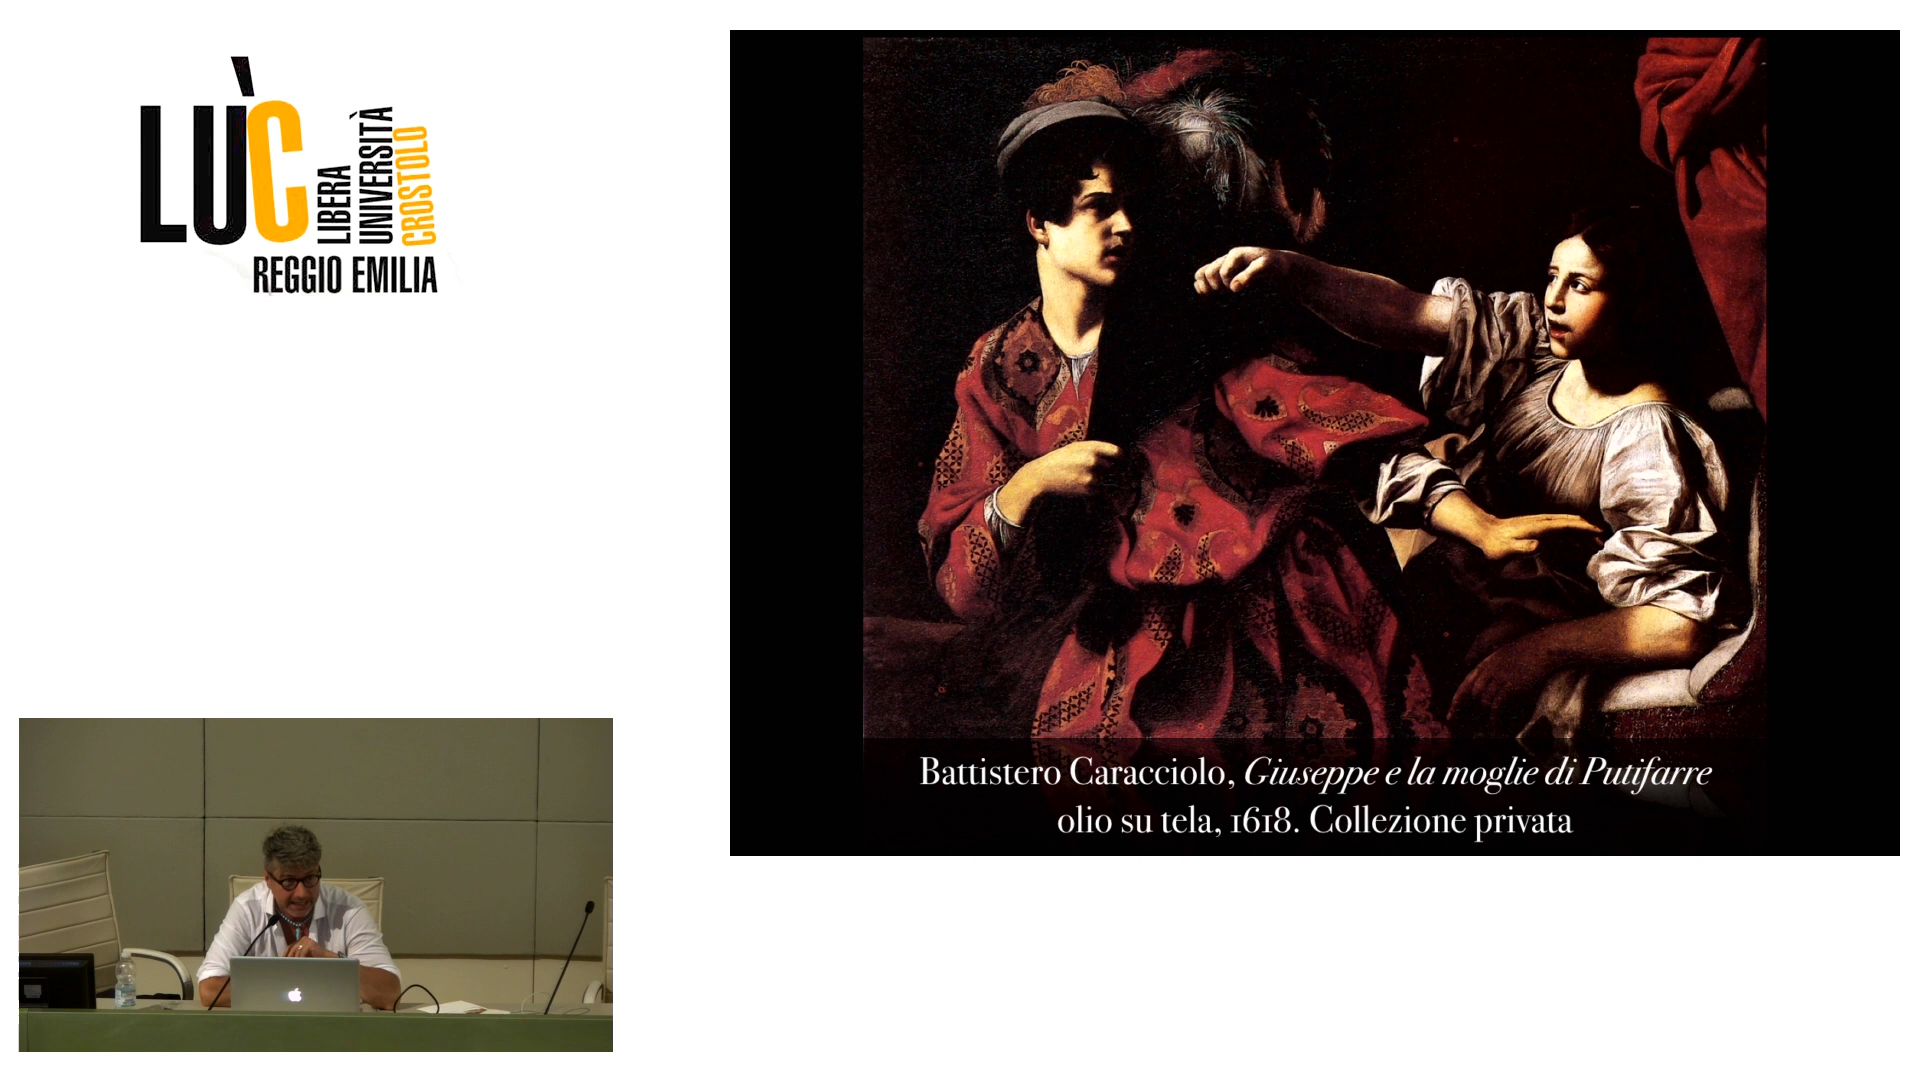 LÙC
LIBERA
UNIVERSITÀ
CROSTOLO
REGGIO EMILIA
Battistero Caracciolo, Giuseppe e la moglie di Putifarre
olio su tela, 1618. Collezione privata